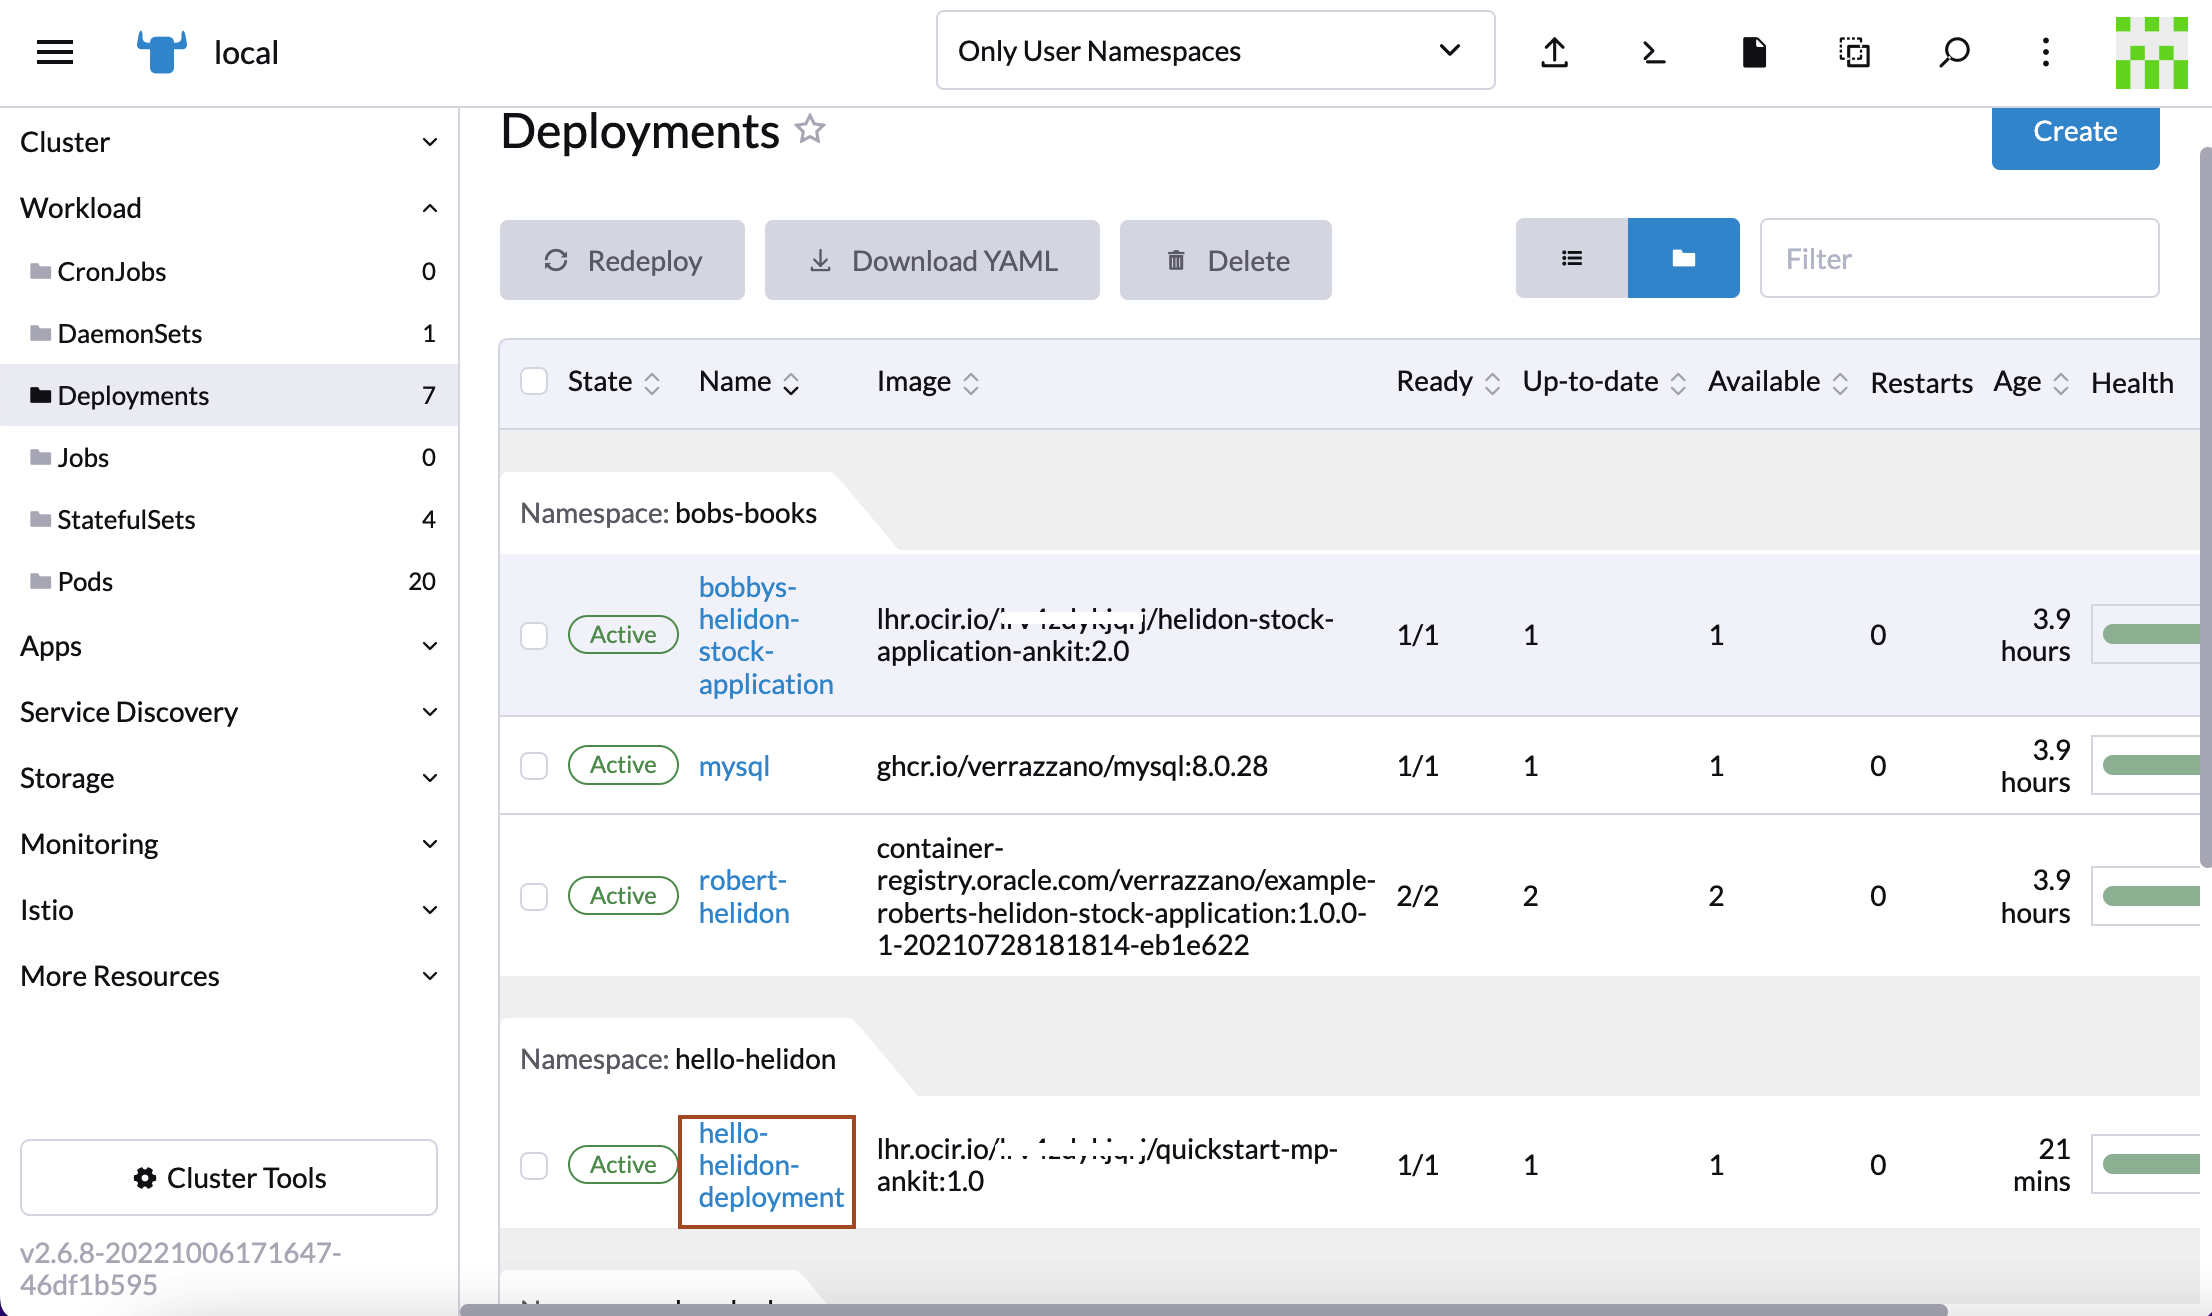 local
Only User Namespaces
Cluster
Workload
CronJobs 0
DaemonSets 1
Deployments 7
Jobs 0
StatefulSets 4
Pods 20
Apps
Service Discovery
Storage
Monitoring
Istio
More Resources
Cluster Tools
v2.6.8-20221006171647-
46df1b595
Deployments
Create
Redeploy
Download YAML
Delete
Filter
State Name Image Ready Up-to-date Available Restarts Age Health
Namespace: bobs-books
Active
bobbys-
helidon-
stock-
application
lhr.ocir.io/ /helidon-stock-
application-ankit:2.0
1/1 1 1 0
3.9
hours
Active
mysql
ghcr.io/verrazzano/mysql:8.0.28
1/1 1 1 0
3.9
hours
Active
robert-
helidon
container-
registry.oracle.com/verrazzano/example-
roberts-helidon-stock-application:1.0.0-
1-20210728181814-eb1e622
2/2 2 2 0
3.9
hours
Namespace: hello-helidon
Active
hello-
helidon-
deployment
lhr.ocir.io/ /quickstart-mp-
ankit:1.0
1/1 1 1 0
21
mins